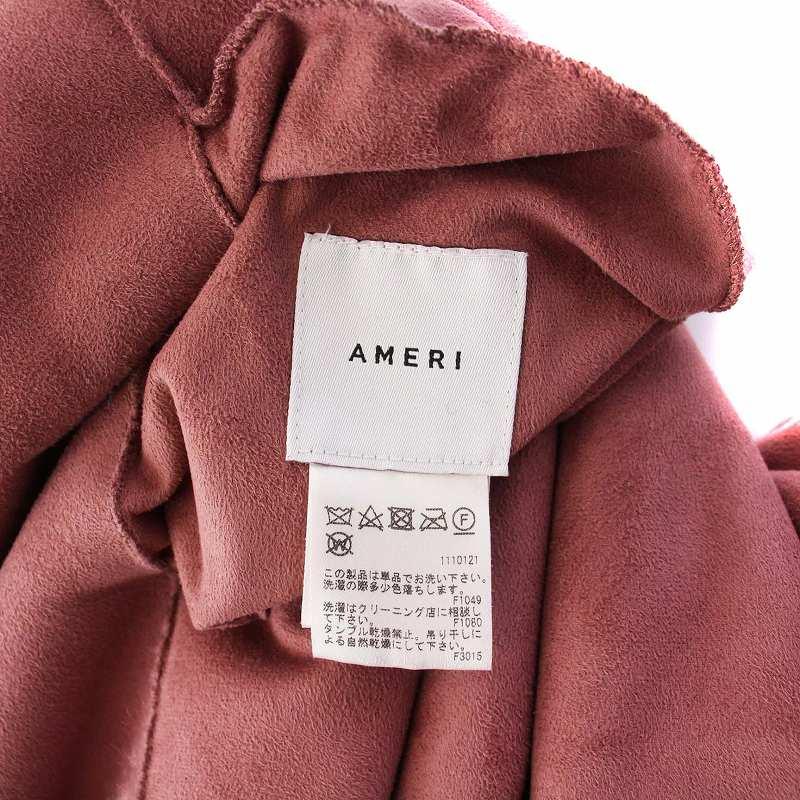 AMERI
F
W
1110121
この製品は単品でお洗い下さい。
洗濯の際多少色落ちします。
F1049
洗濯はクリーニング店に相談し
て下さい。
F1080
タンブル乾燥禁止。吊り干しに
よる自然乾燥にして下さい。
F3015